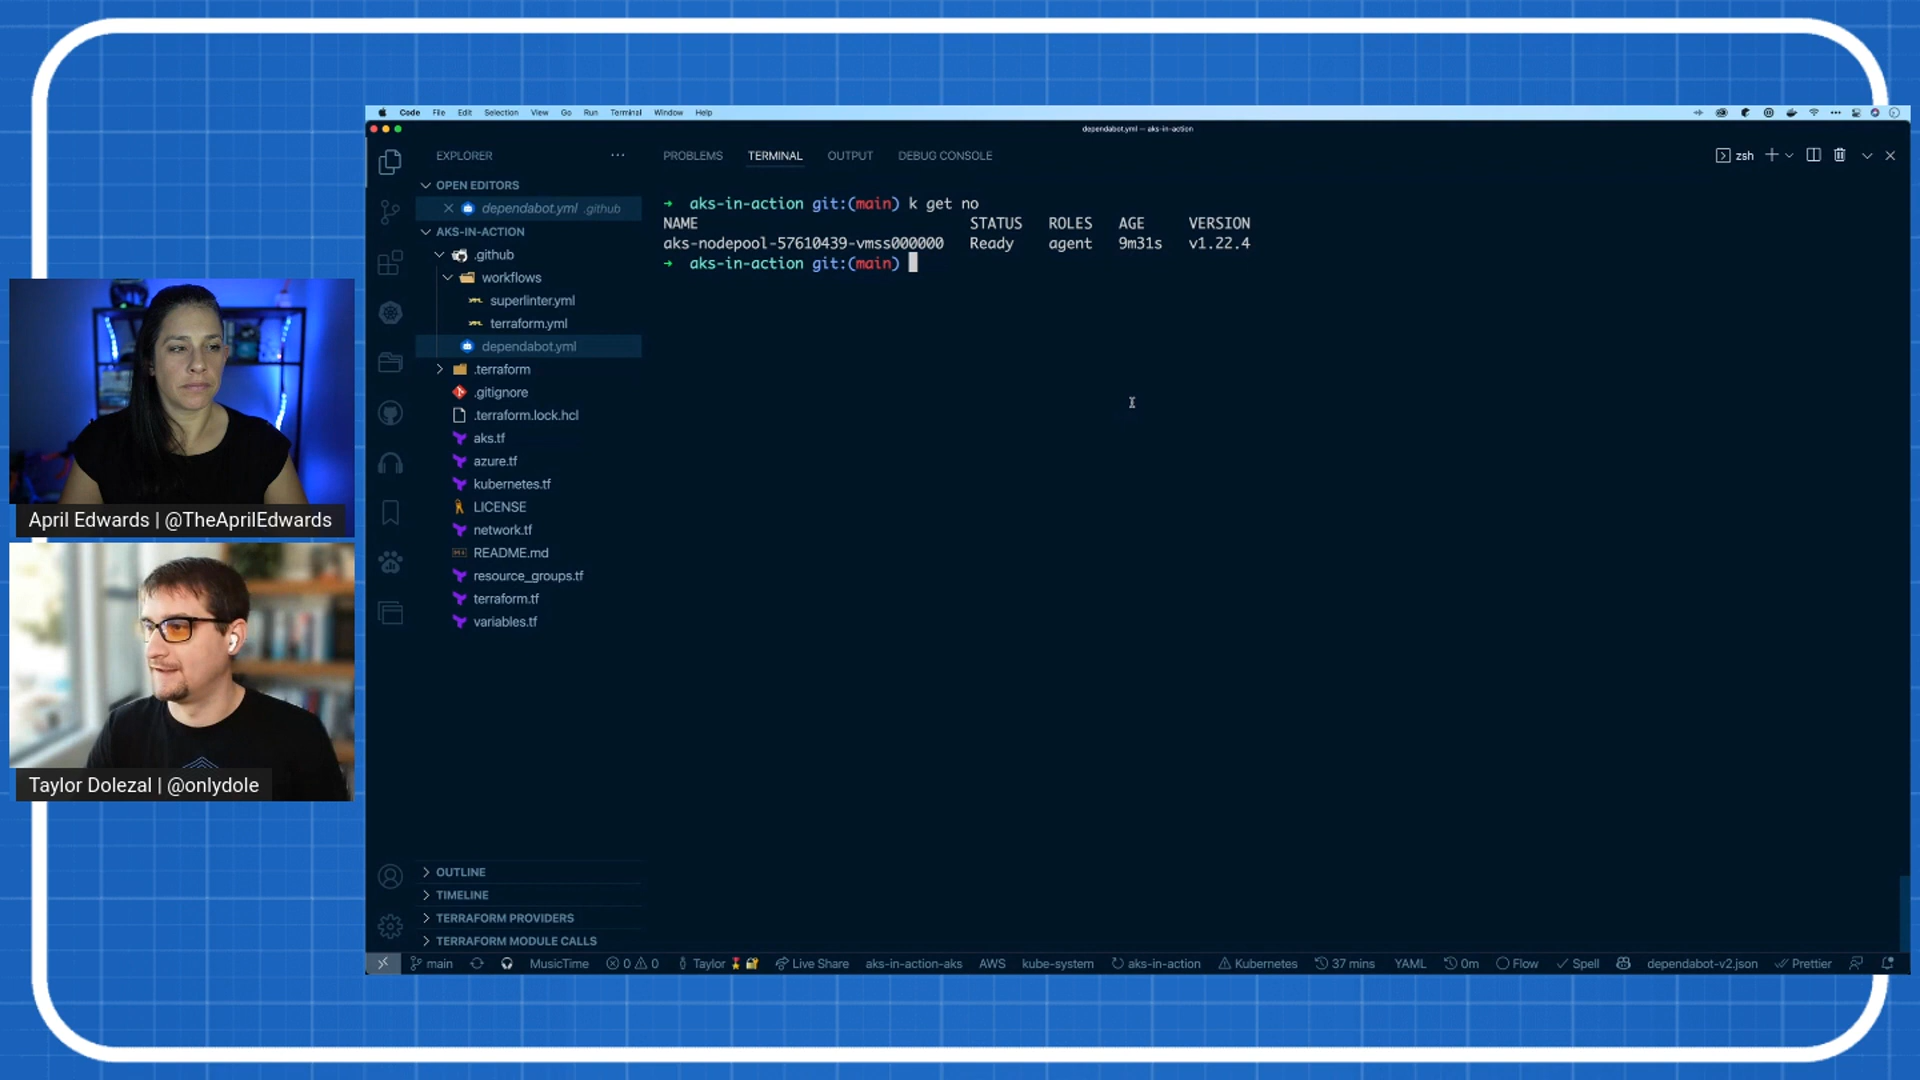 Code File Edit Selection View Go Run Terminal Window Help
dependabot.yml — aks-in-action
EXPLORER
PROBLEMS TERMINAL OUTPUT DEBUG CONSOLE
zsh
OPEN EDITORS
dependabot.yml .github
AKS-IN-ACTION
.github
workflows
superlinter.yml
terraform.yml
dependabot.yml
.terraform
.gitignore
.terraform.lock.hcl
aks.tf
azure.tf
kubernetes.tf
LICENSE
network.tf
README.md
resource_groups.tf
terraform.tf
variables.tf
OUTLINE
TIMELINE
TERRAFORM PROVIDERS
TERRAFORM MODULE CALLS
→ aks-in-action git:(main) k get no
NAME STATUS ROLES AGE VERSION
aks-nodepool-57610439-vmss000000 Ready agent 9m31s v1.22.4
→ aks-in-action git:(main)
main MusicTime 0 0 Taylor Live Share aks-in-action-aks AWS kube-system aks-in-action Kubernetes 37 mins YAML 0m Flow Spell dependabot-v2.json Prettier
April Edwards | @TheAprilEdwards
Taylor Dolezal | @onlydole